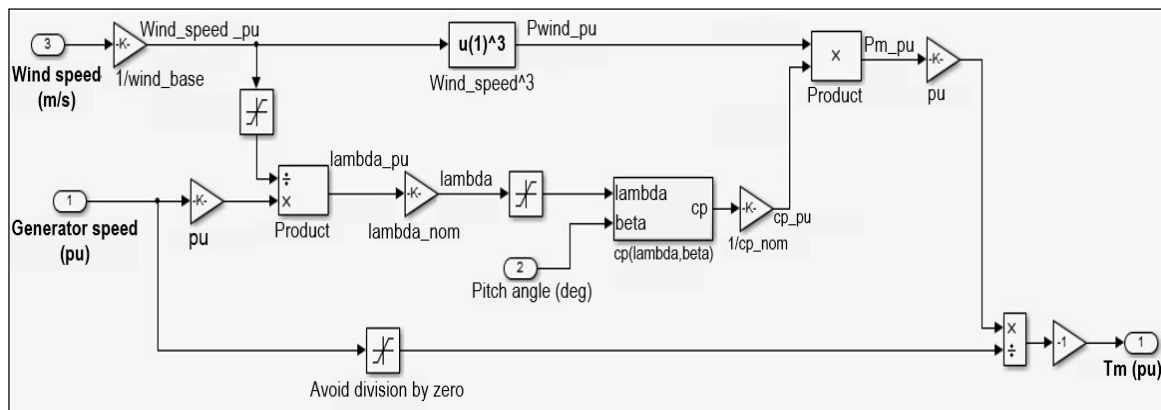 3
Wind speed
(m/s)
-K-
1/wind_base
Wind_speed _pu
u(1)^3
Wind_speed^3
Pwind_pu
×
Product
Pm_pu
-K-
pu
1
Generator speed
(pu)
-K-
pu
÷
×
Product
lambda_pu
-K-
lambda_nom
lambda
lambda
beta
cp
cp(lambda,beta)
-K-
1/cp_nom
cp_pu
2
Pitch angle (deg)
Avoid division by zero
×
÷
-1
1
Tm (pu)